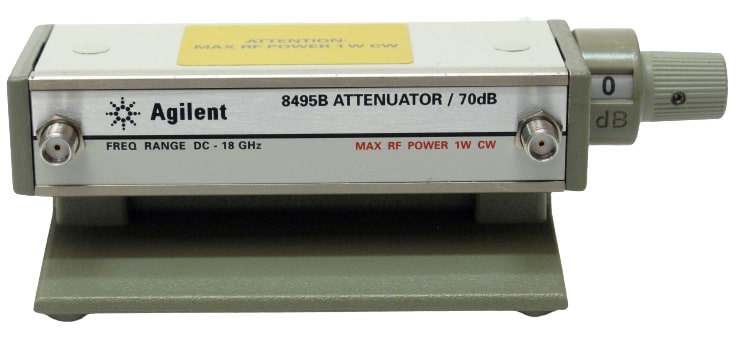 ATTENTION:
MAX RF POWER 1W CW
Agilent
8495B ATTENUATOR / 70dB
FREQ RANGE DC - 18 GHz
MAX RF POWER 1W CW
0
dB